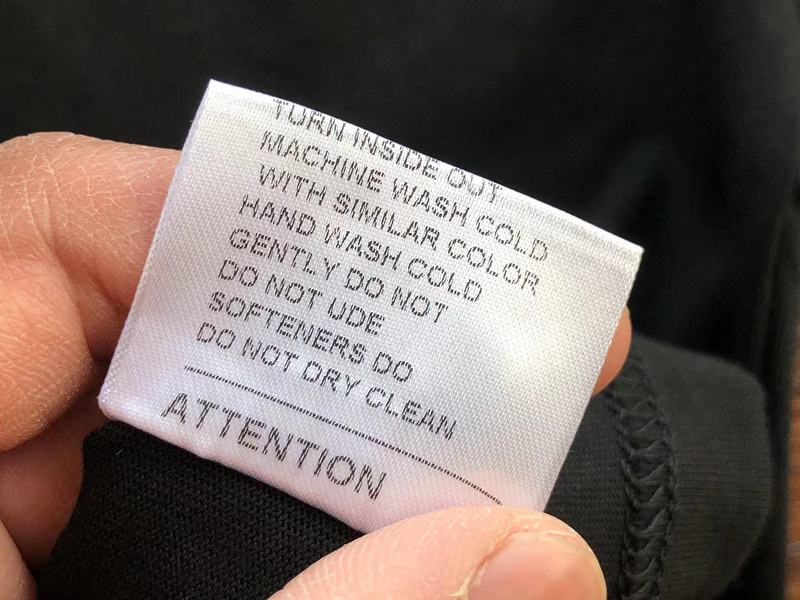 TURN INSIDE OUT
MACHINE WASH COLD
WITH SIMILAR COLOR
HAND WASH COLD
GENTLY DO NOT
DO NOT UDE
SOFTENERS DO
DO NOT DRY CLEAN
ATTENTION